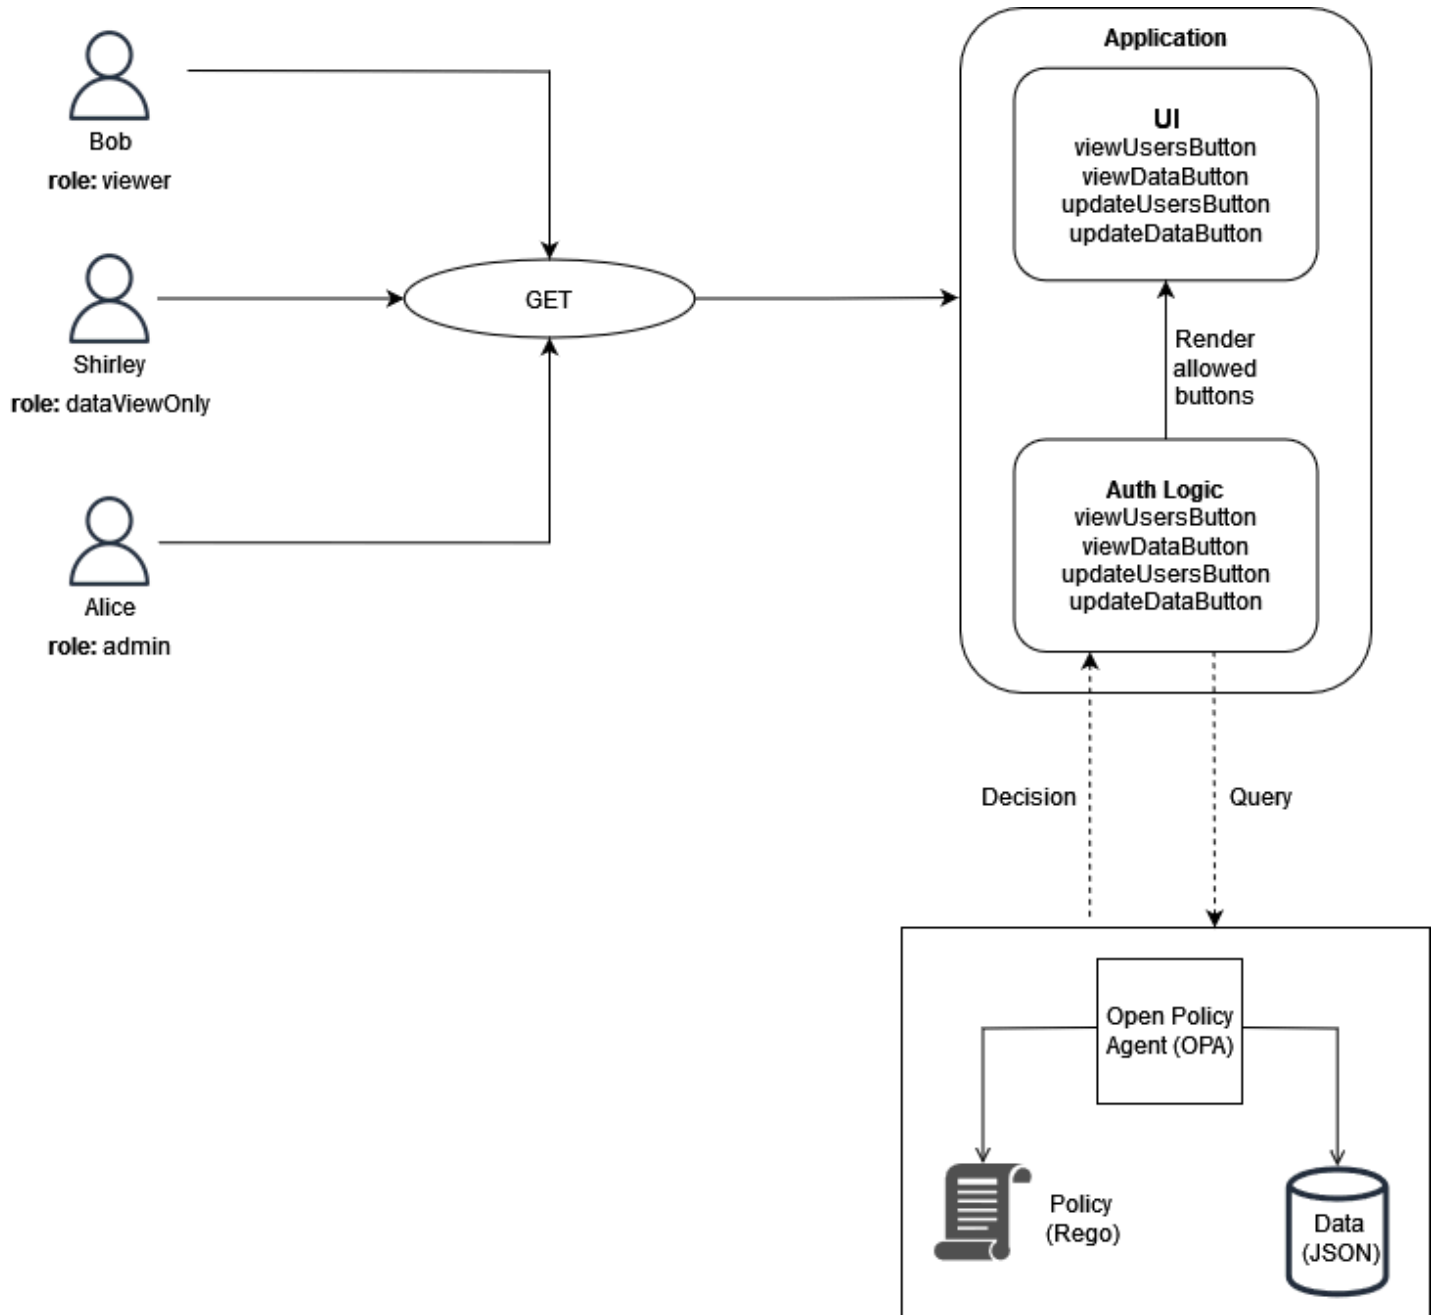 Bob
role: viewer
Shirley
role: dataViewOnly
Alice
role: admin
GET
Application
UI
viewUsersButton
viewDataButton
updateUsersButton
updateDataButton
Render
allowed
buttons
Auth Logic
viewUsersButton
viewDataButton
updateUsersButton
updateDataButton
Decision
Query
Open Policy
Agent (OPA)
Policy
(Rego)
Data
(JSON)